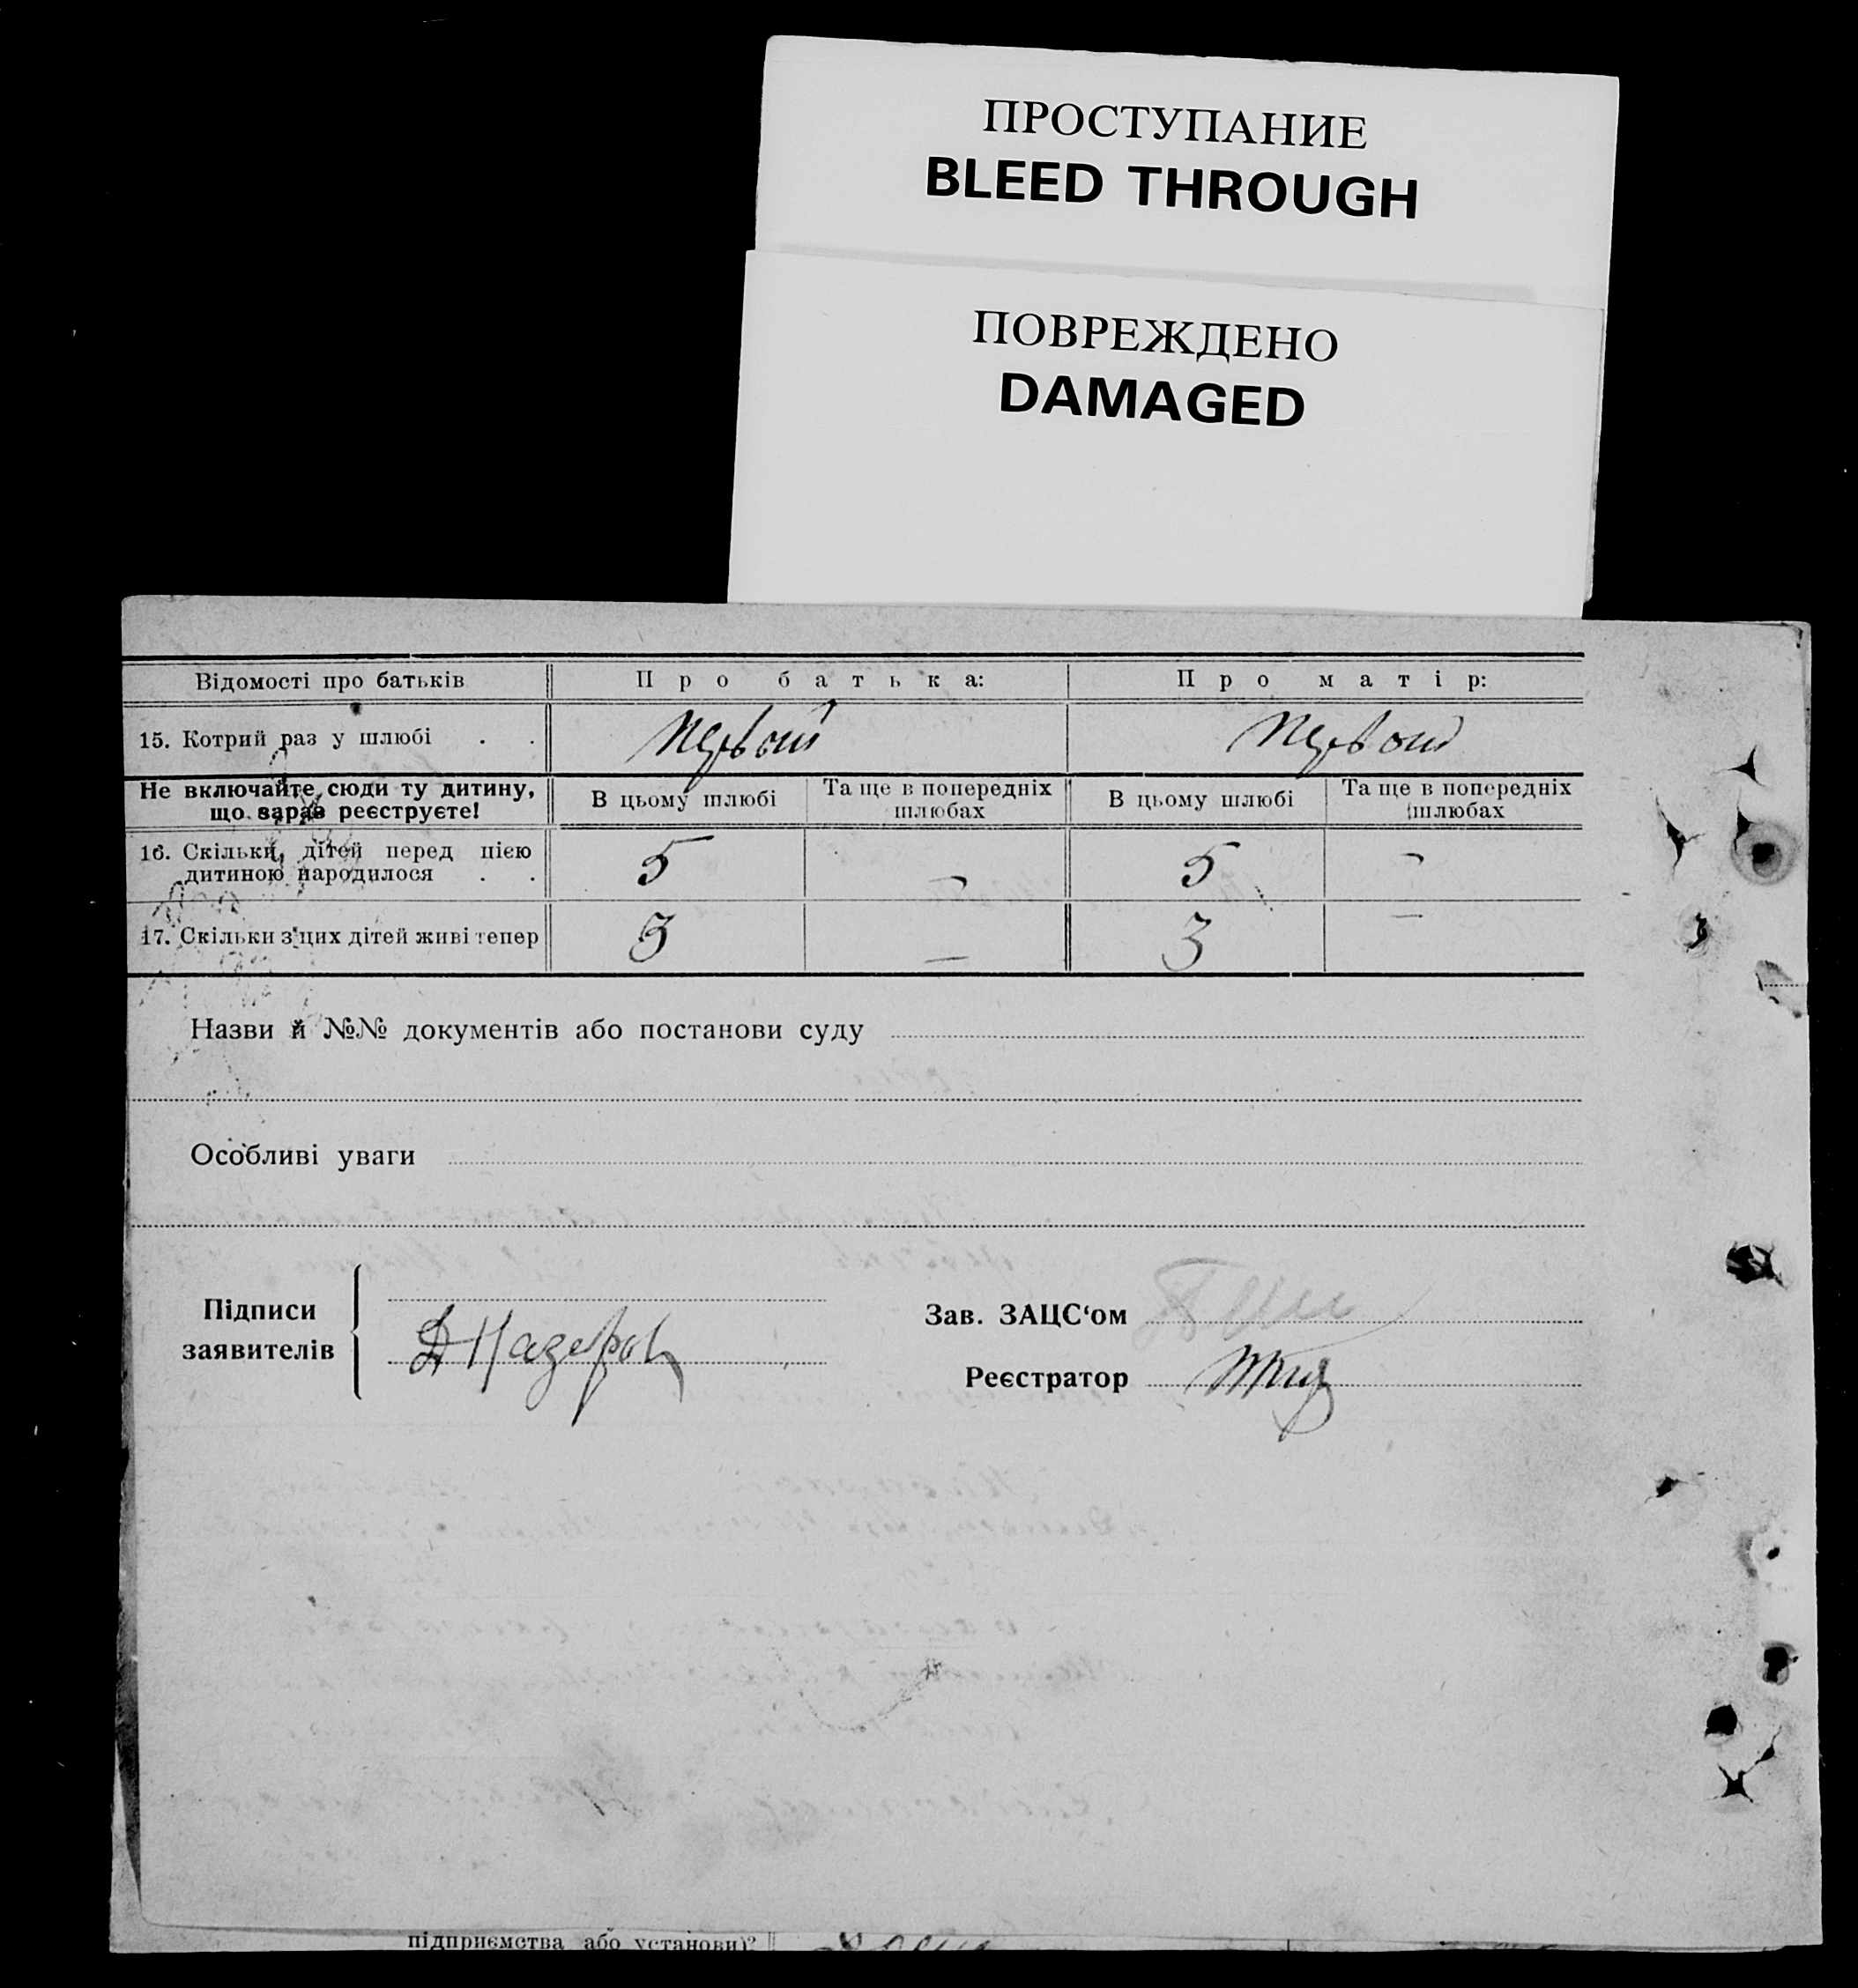 ПРОСТУПАНИЕ
BLEED THROUGH
ПОВРЕЖДЕНО
DAMAGED
Відомості про батьків Про батька: Про матір:
15. Котрий раз у шлюбі . . Первый Первый
Не включайте сюди ту дитину, що зараз реєструєте! В цьому шлюбі Та ще в попередніх шлюбах В цьому шлюбі Та ще в попередніх шлюбах
16. Скільки дітей перед цією
дитиною народилося . . 5 — 5 —
17. Скільки з цих дітей живі тепер 3 — 3 —
Назви й №№ документів або постанови суду
Особливі уваги
Підписи
заявителів
Зав. ЗАЦС‘ом
Реєстратор
підприємства або установи)?